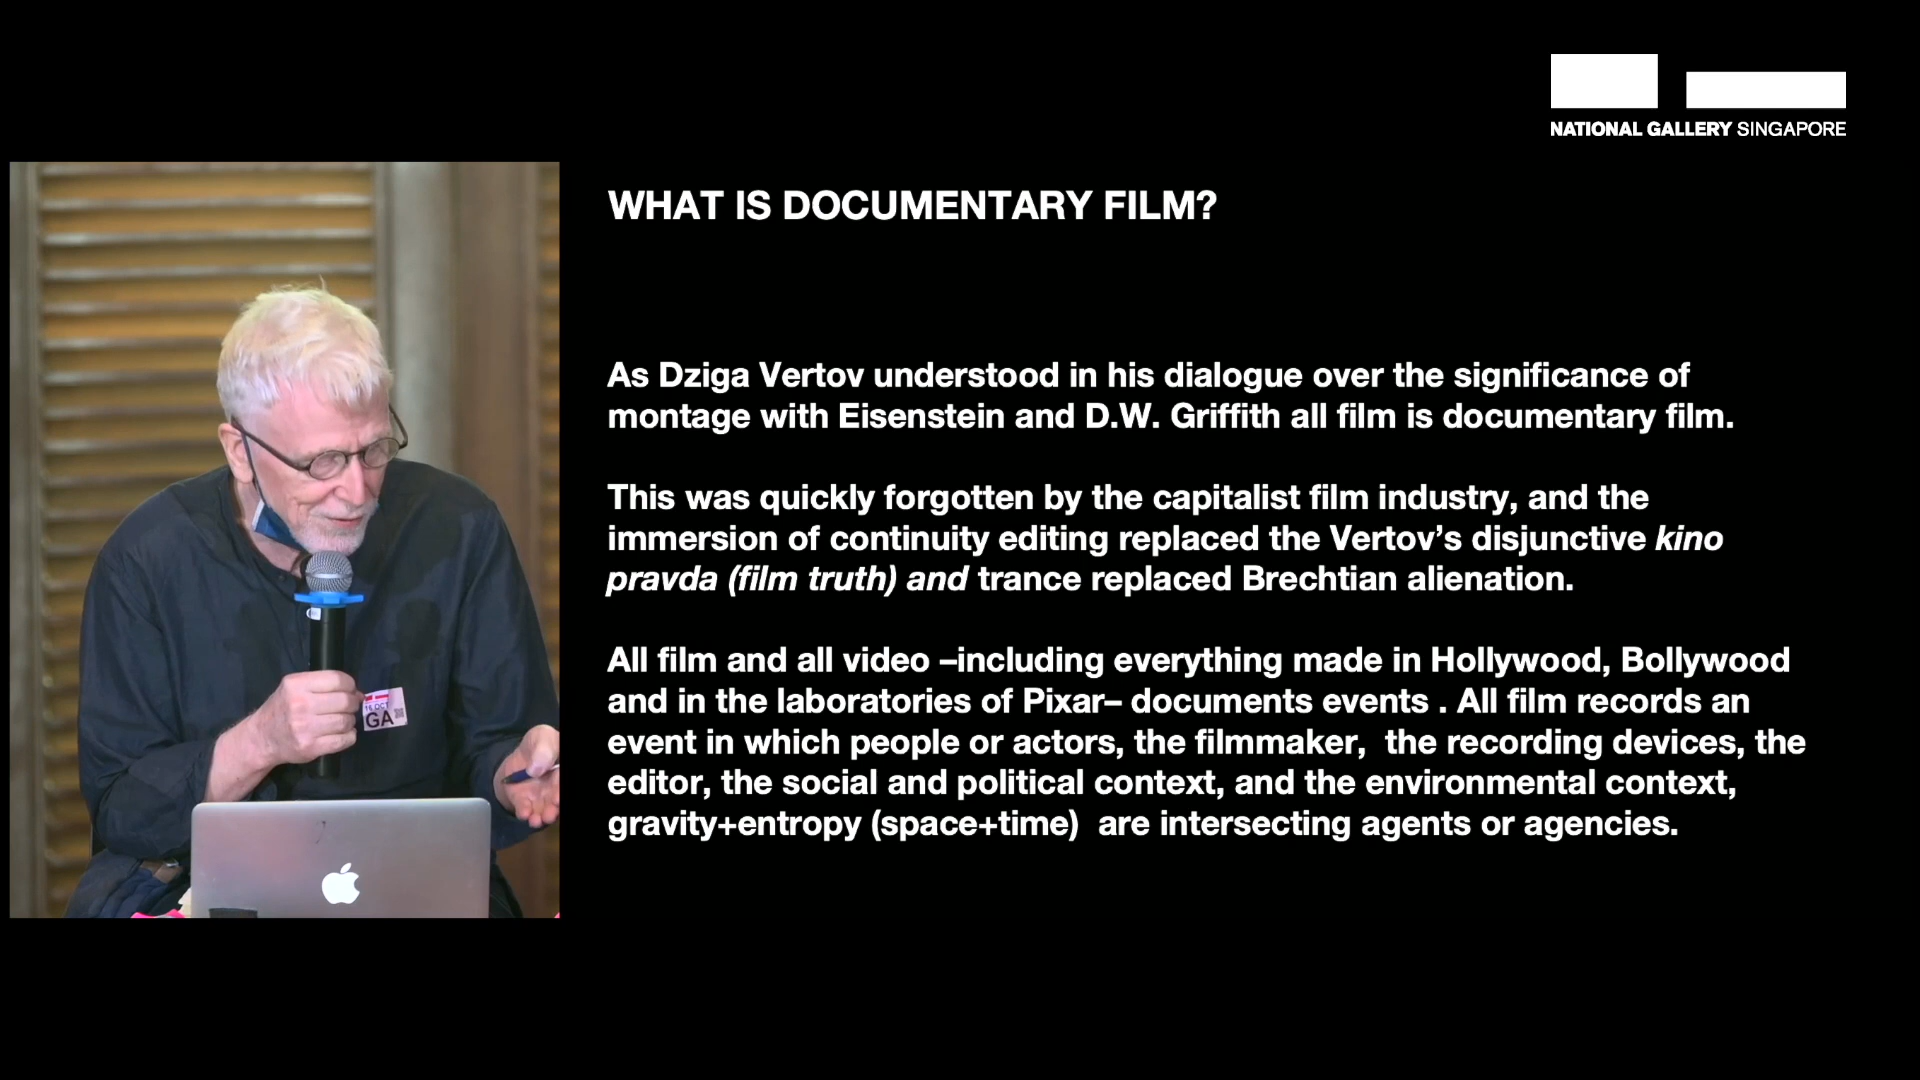 NATIONAL GALLERY SINGAPORE
WHAT IS DOCUMENTARY FILM?
As Dziga Vertov understood in his dialogue over the significance of
montage with Eisenstein and D.W. Griffith all film is documentary film.
This was quickly forgotten by the capitalist film industry, and the
immersion of continuity editing replaced the Vertov’s disjunctive kino
pravda (film truth) and trance replaced Brechtian alienation.
All film and all video –including everything made in Hollywood, Bollywood
and in the laboratories of Pixar– documents events . All film records an
event in which people or actors, the filmmaker,  the recording devices, the
editor, the social and political context, and the environmental context,
gravity+entropy (space+time)  are intersecting agents or agencies.
16 OCT
GA